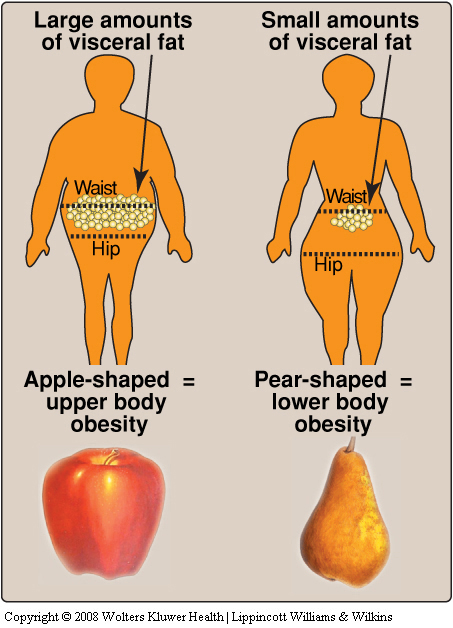 Large amounts
of visceral fat
Small amounts
of visceral fat
Waist
Hip
Waist
Hip
Apple-shaped =
upper body
obesity
Pear-shaped =
lower body
obesity
Copyright © 2008 Wolters Kluwer Health | Lippincott Williams & Wilkins